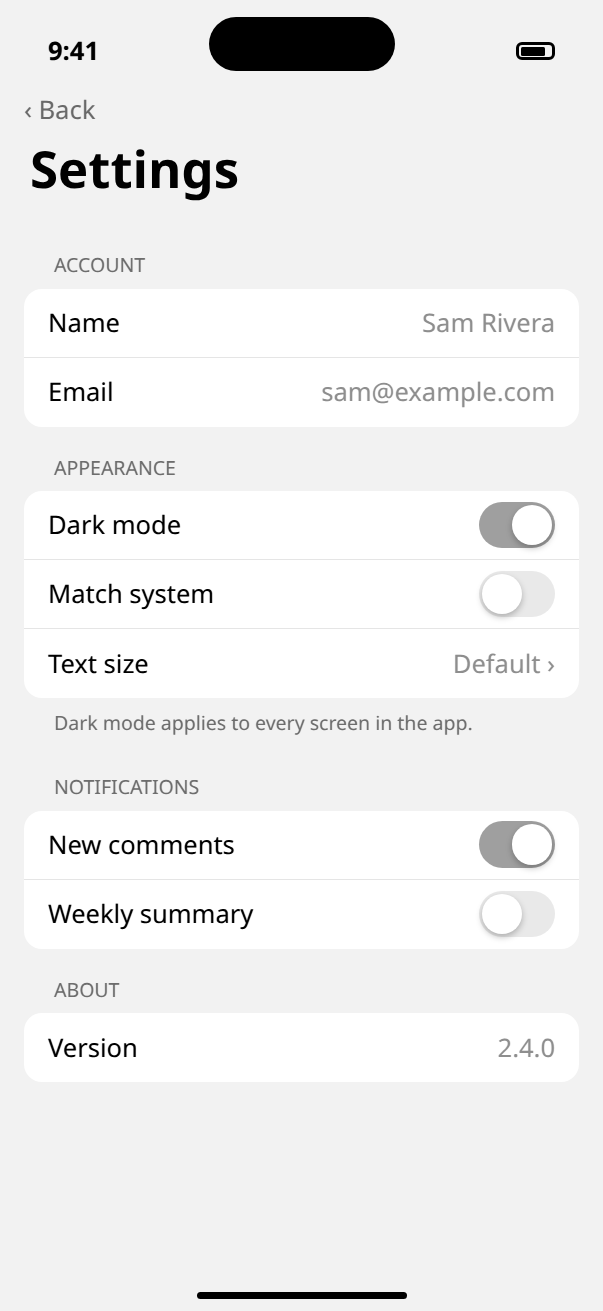 9:41
‹ Back
Settings
ACCOUNT
Name Sam Rivera
Email sam@example.com
APPEARANCE
Dark mode
Match system
Text size Default ›
Dark mode applies to every screen in the app.
NOTIFICATIONS
New comments
Weekly summary
ABOUT
Version 2.4.0